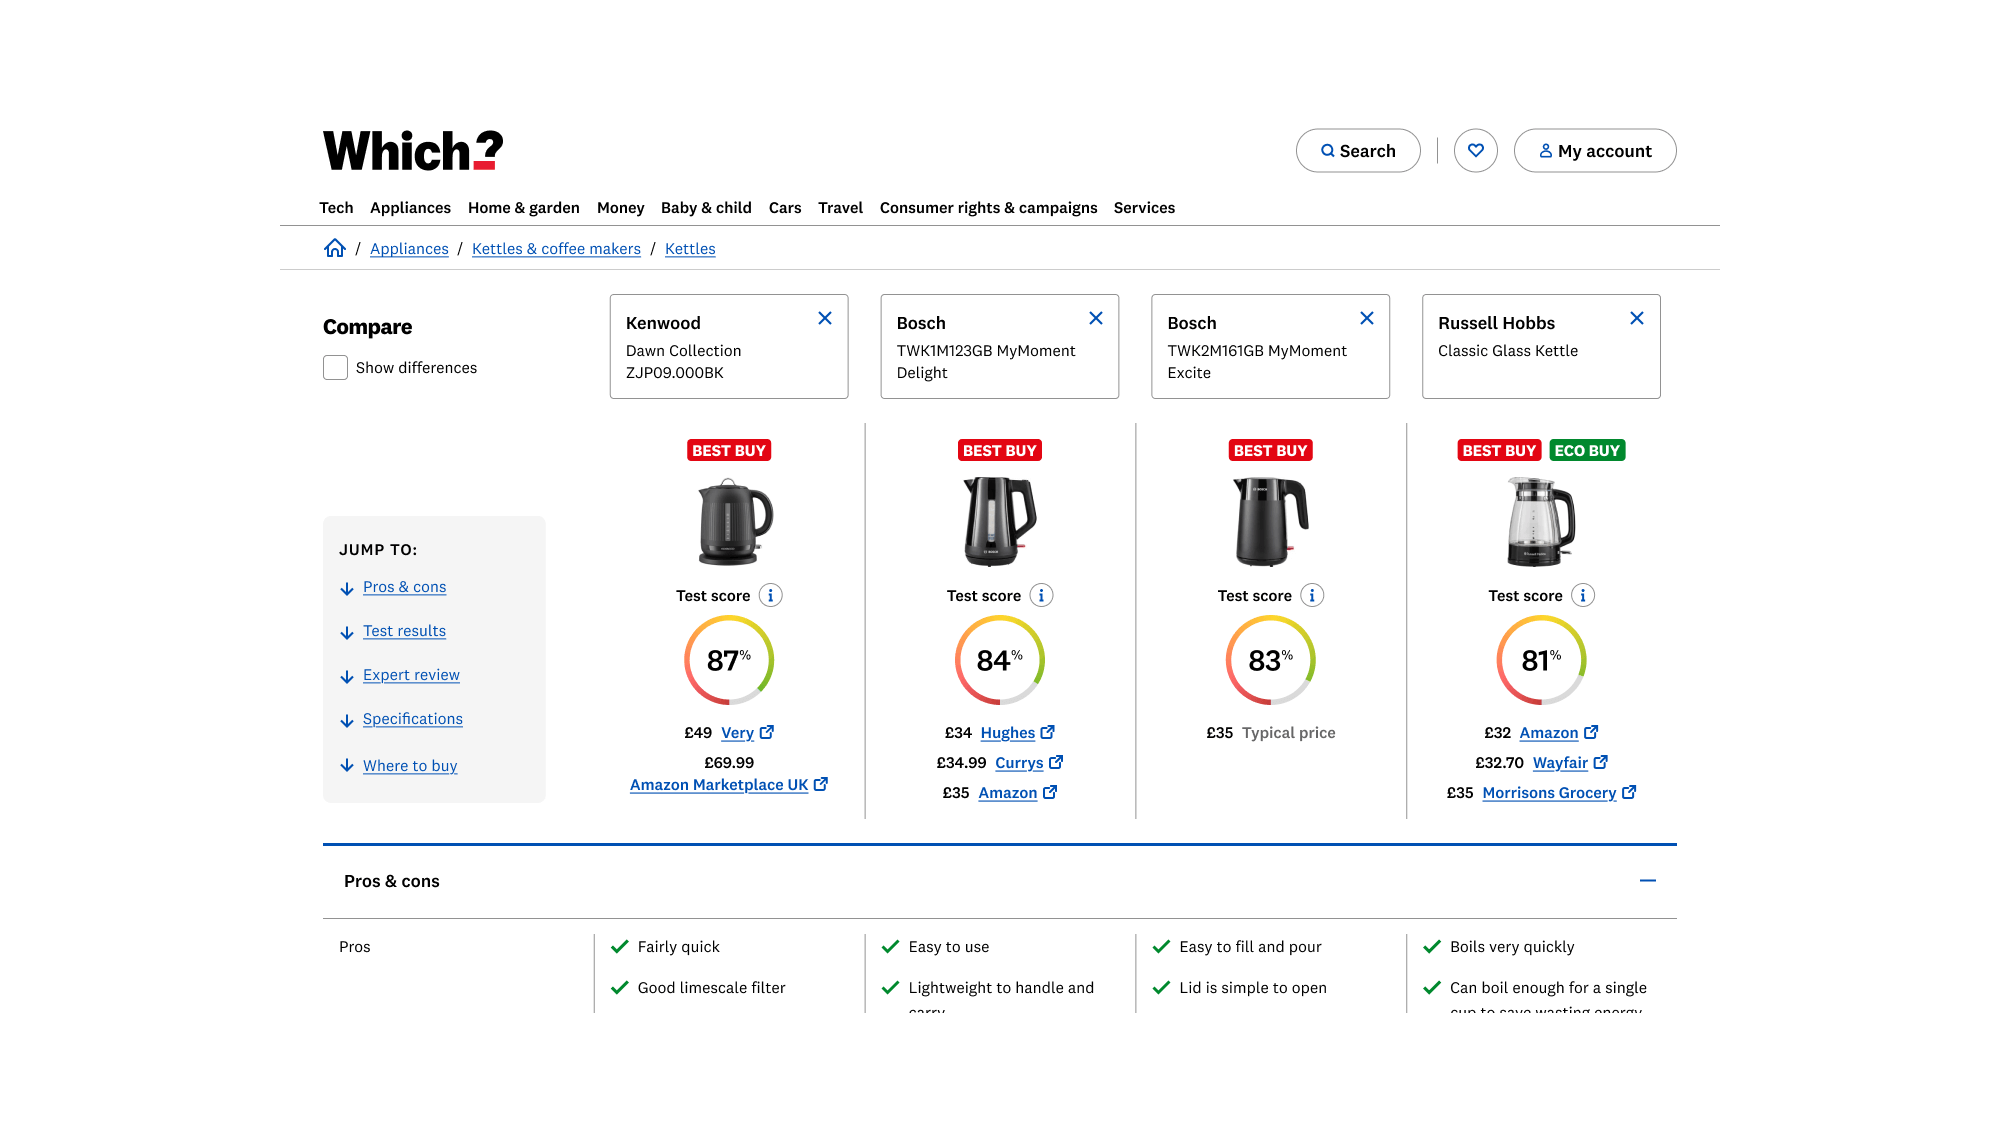 Which?
Search
My account
Tech Appliances Home & garden Money Baby & child Cars Travel Consumer rights & campaigns Services
/ Appliances / Kettles & coffee makers / Kettles
Compare
Show differences
Kenwood
Dawn Collection
ZJP09.000BK
Bosch
TWK1M123GB MyMoment
Delight
Bosch
TWK2M161GB MyMoment
Excite
Russell Hobbs
Classic Glass Kettle
JUMP TO:
Pros & cons
Test results
Expert review
Specifications
Where to buy
BEST BUY
Test score
87%
£49 Very
£69.99
Amazon Marketplace UK
BEST BUY
Test score
84%
£34 Hughes
£34.99 Currys
£35 Amazon
BEST BUY
Test score
83%
£35 Typical price
BEST BUY ECO BUY
Test score
81%
£32 Amazon
£32.70 Wayfair
£35 Morrisons Grocery
Pros & cons
Pros
Fairly quick
Good limescale filter
Easy to use
Lightweight to handle and
carry
Easy to fill and pour
Lid is simple to open
Boils very quickly
Can boil enough for a single
cup to save wasting energy